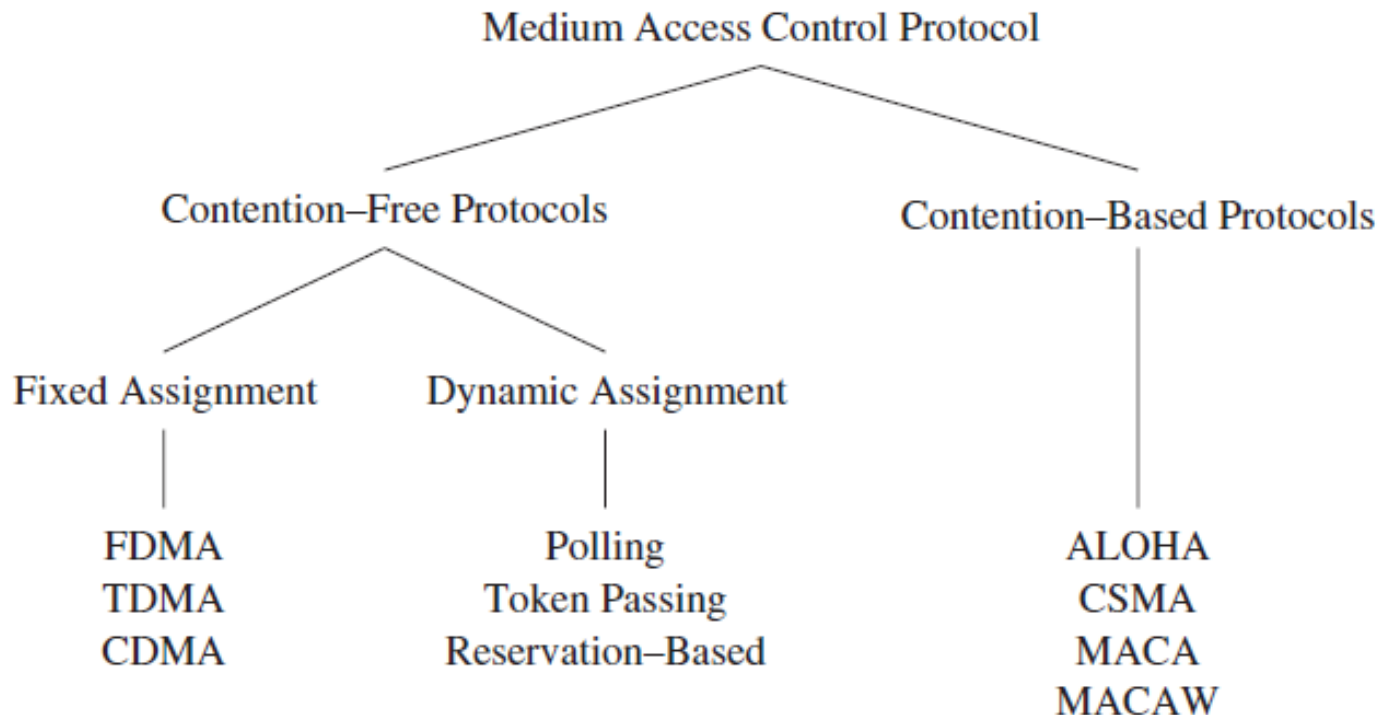 Medium Access Control Protocol
Contention–Free Protocols
Contention–Based Protocols
Fixed Assignment
Dynamic Assignment
FDMA
TDMA
CDMA
Polling
Token Passing
Reservation–Based
ALOHA
CSMA
MACA
MACAW